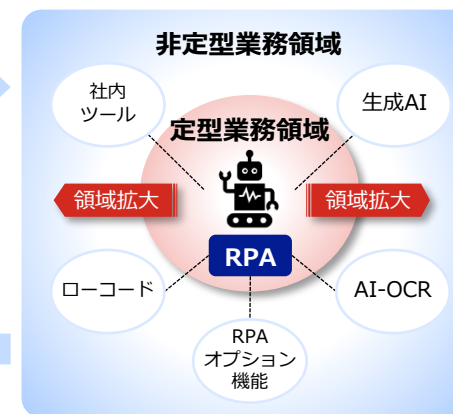 非定型業務領域
社内
ツール
生成AI
定型業務領域
領域拡大
領域拡大
RPA
ローコード
AI-OCR
RPA
オプション
機能